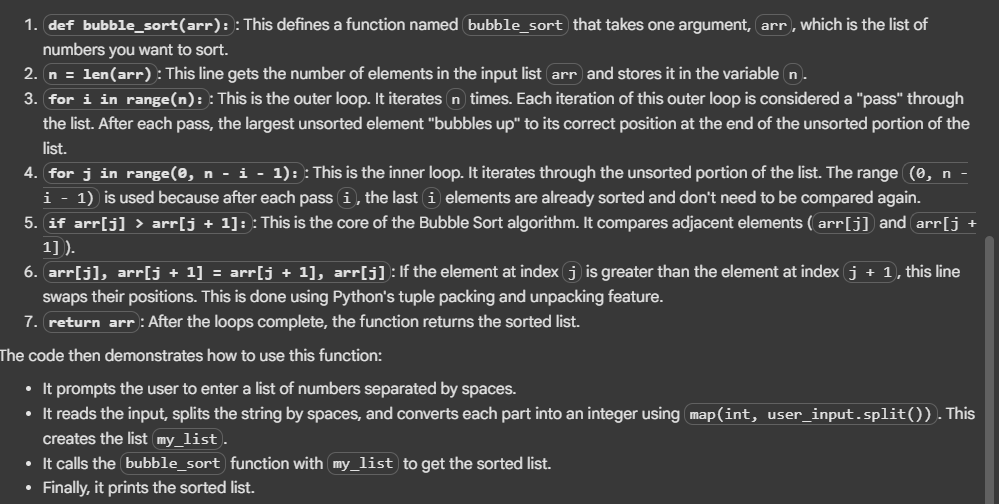 1. def bubble_sort(arr): : This defines a function named bubble_sort that takes one argument, arr , which is the list of
numbers you want to sort.
2. n = len(arr) : This line gets the number of elements in the input list arr and stores it in the variable n .
3. for i in range(n): : This is the outer loop. It iterates n times. Each iteration of this outer loop is considered a "pass" through
the list. After each pass, the largest unsorted element "bubbles up" to its correct position at the end of the unsorted portion of the
list.
4. for j in range(0, n - i - 1): : This is the inner loop. It iterates through the unsorted portion of the list. The range (0, n -
i - 1) is used because after each pass i , the last i elements are already sorted and don't need to be compared again.
5. if arr[j] > arr[j + 1]: : This is the core of the Bubble Sort algorithm. It compares adjacent elements ( arr[j] and arr[j +
1] ).
6. arr[j], arr[j + 1] = arr[j + 1], arr[j] : If the element at index j is greater than the element at index j + 1 , this line
swaps their positions. This is done using Python's tuple packing and unpacking feature.
7. return arr : After the loops complete, the function returns the sorted list.
The code then demonstrates how to use this function:
• It prompts the user to enter a list of numbers separated by spaces.
• It reads the input, splits the string by spaces, and converts each part into an integer using map(int, user_input.split()) . This
creates the list my_list .
• It calls the bubble_sort function with my_list to get the sorted list.
• Finally, it prints the sorted list.